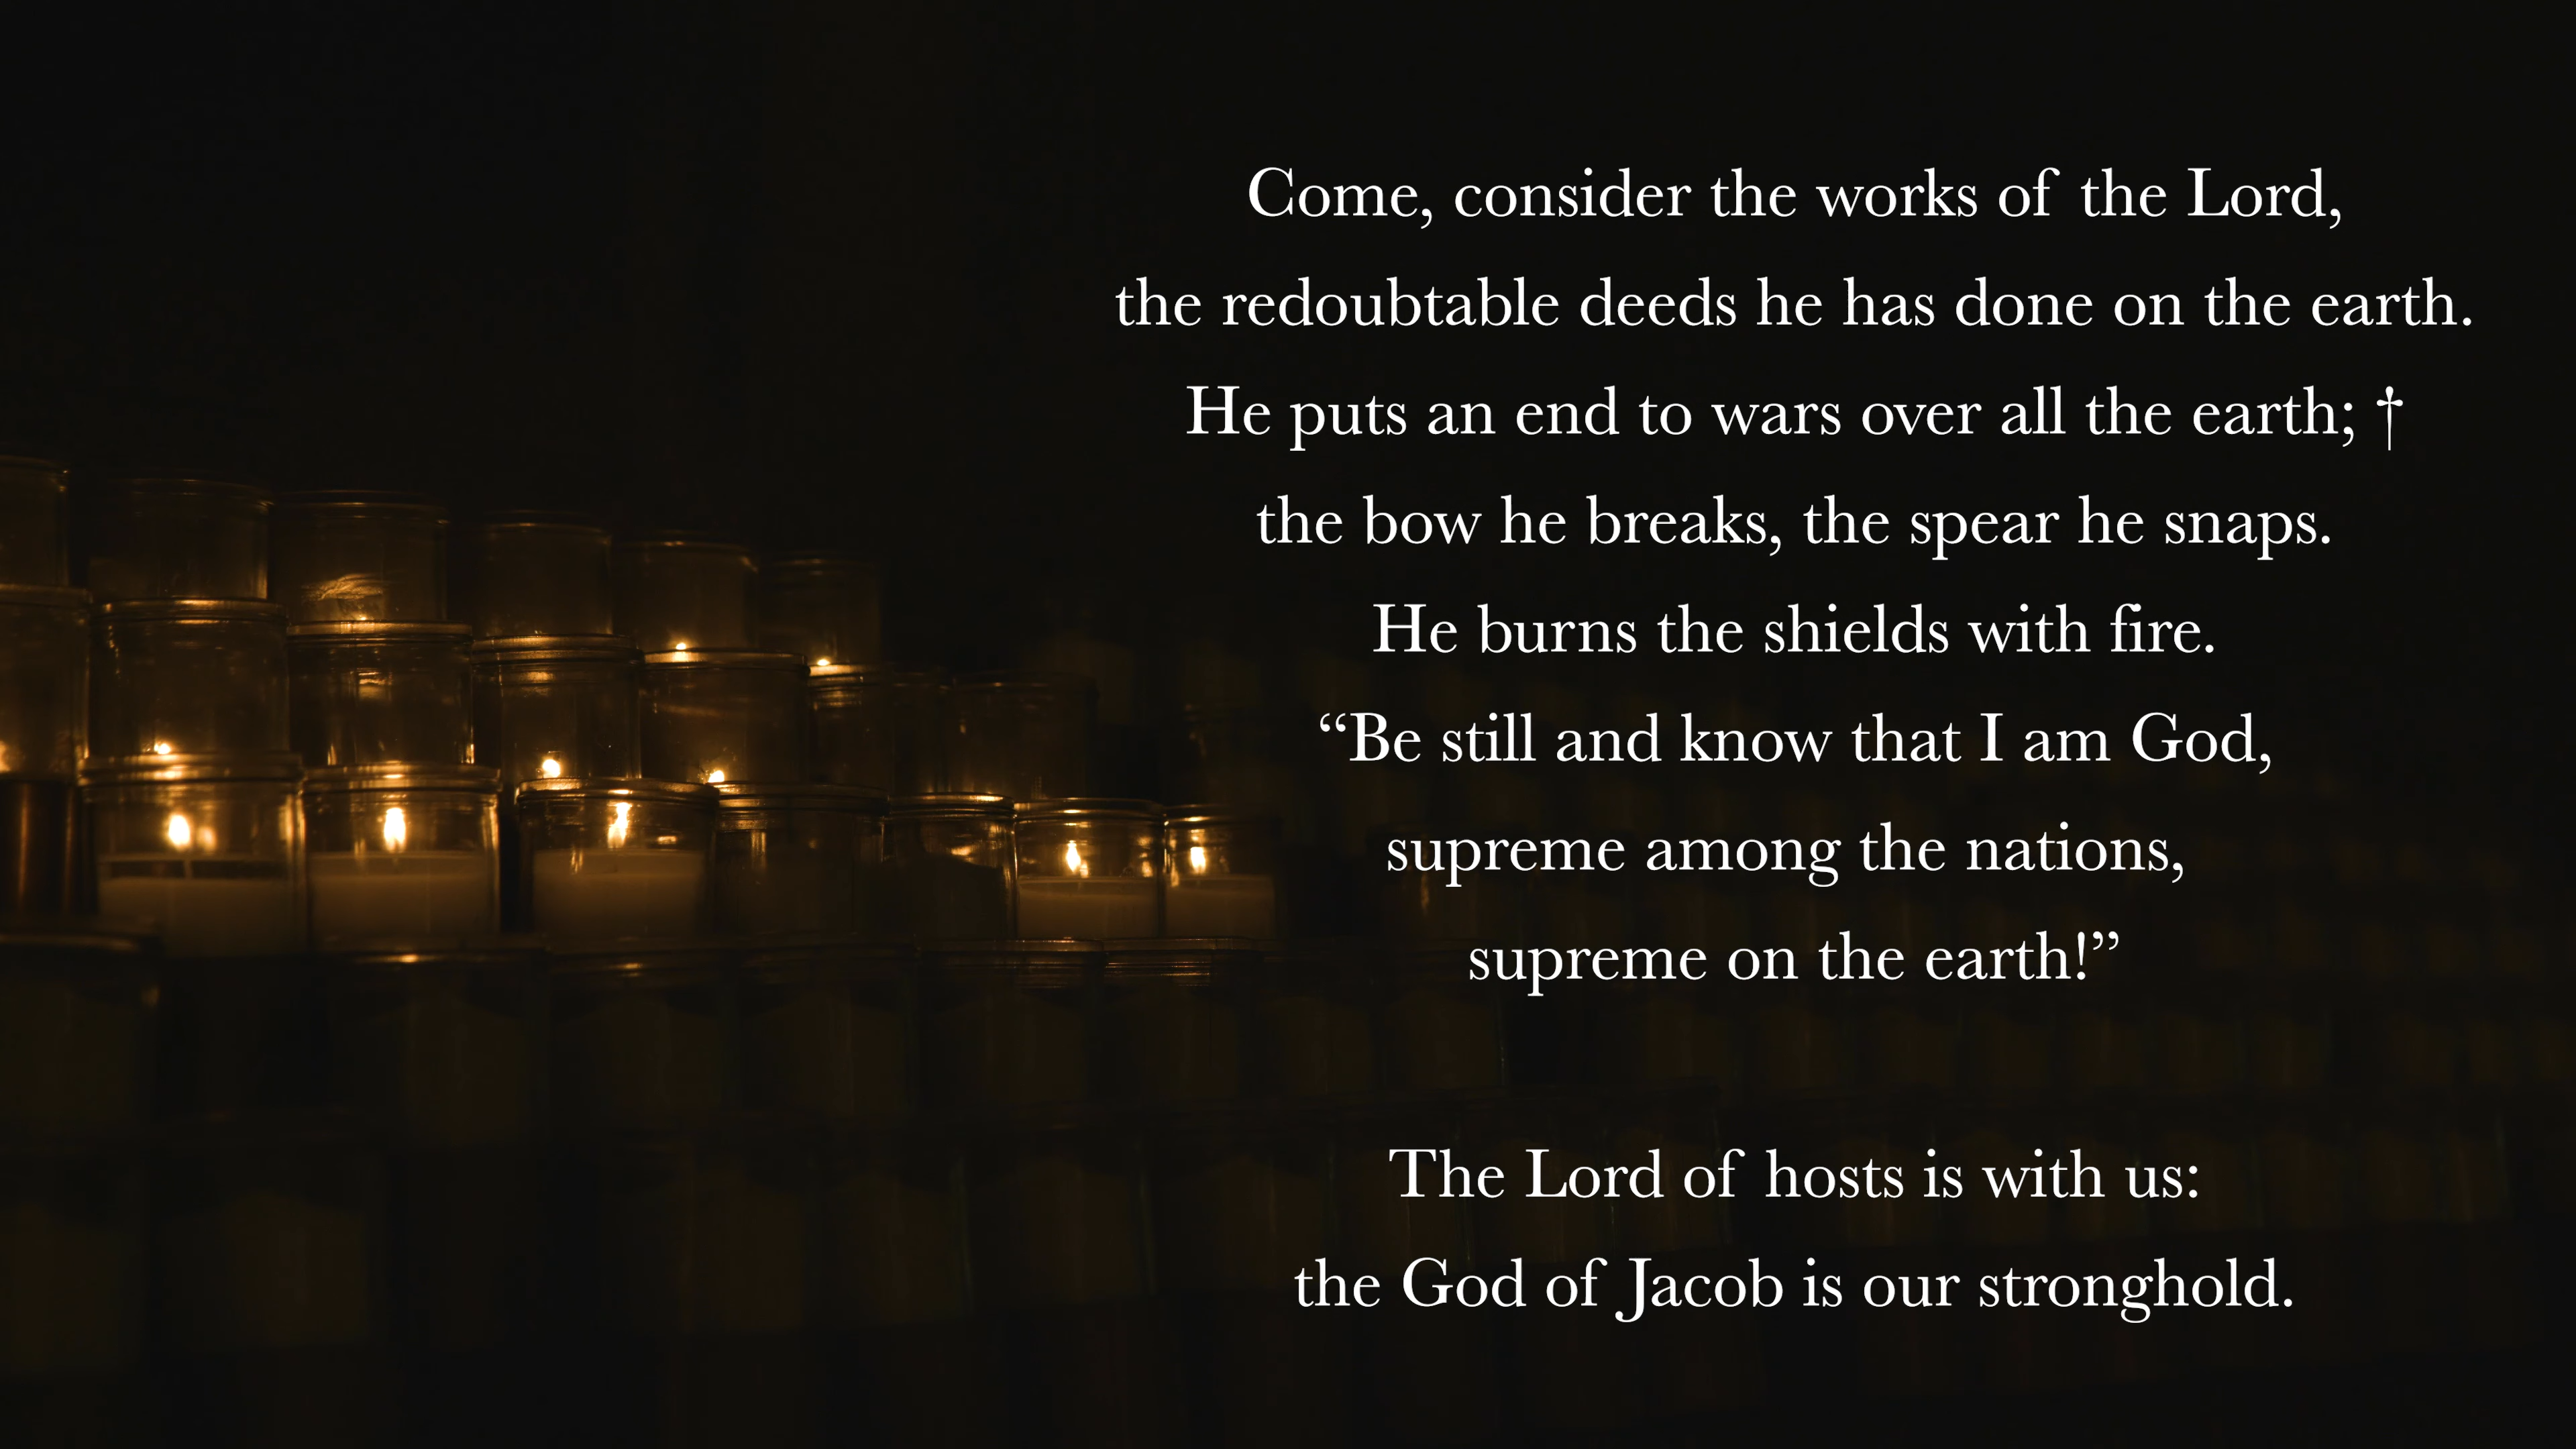 Come, consider the works of the Lord,
the redoubtable deeds he has done on the earth.
He puts an end to wars over all the earth; †
the bow he breaks, the spear he snaps.
He burns the shields with fire.
“Be still and know that I am God,
supreme among the nations,
supreme on the earth!”
The Lord of hosts is with us:
the God of Jacob is our stronghold.